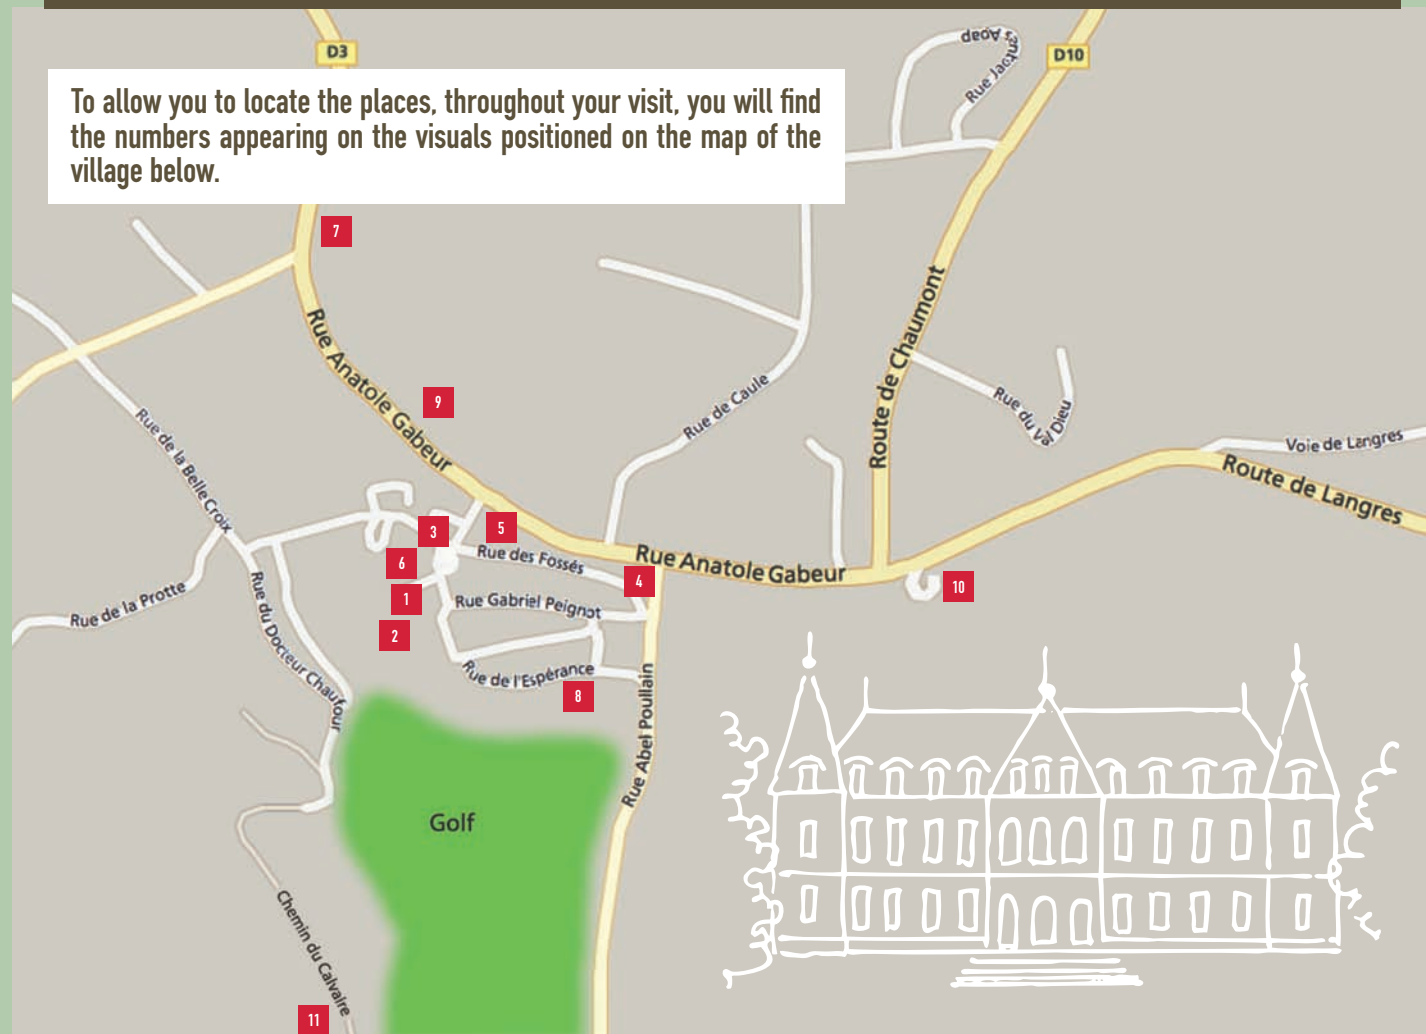 D3
D10
Rue Jacques Adap
To allow you to locate the places, throughout your visit, you will find
the numbers appearing on the visuals positioned on the map of the
village below.
7
Rue Anatole Gabeur
9
Route de Chaumont
Rue de Caule
Rue du Val Dieu
Voie de Langres
Route de Langres
Rue de la Belle Croix
3
5
6
Rue des Fossés
Rue Anatole Gabeur
4
10
1
Rue Gabriel Peignot
2
Rue de la Protte
Rue du Docteur Chaufour
Rue de l'Espérance
8
Rue Abel Poullain
Golf
Chemin du Calvaire
11